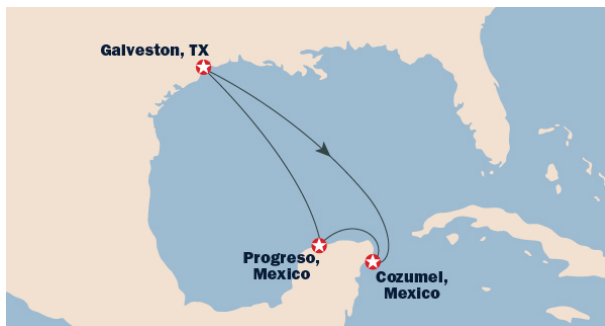 Galveston, TX
Progreso,
Mexico
Cozumel,
Mexico